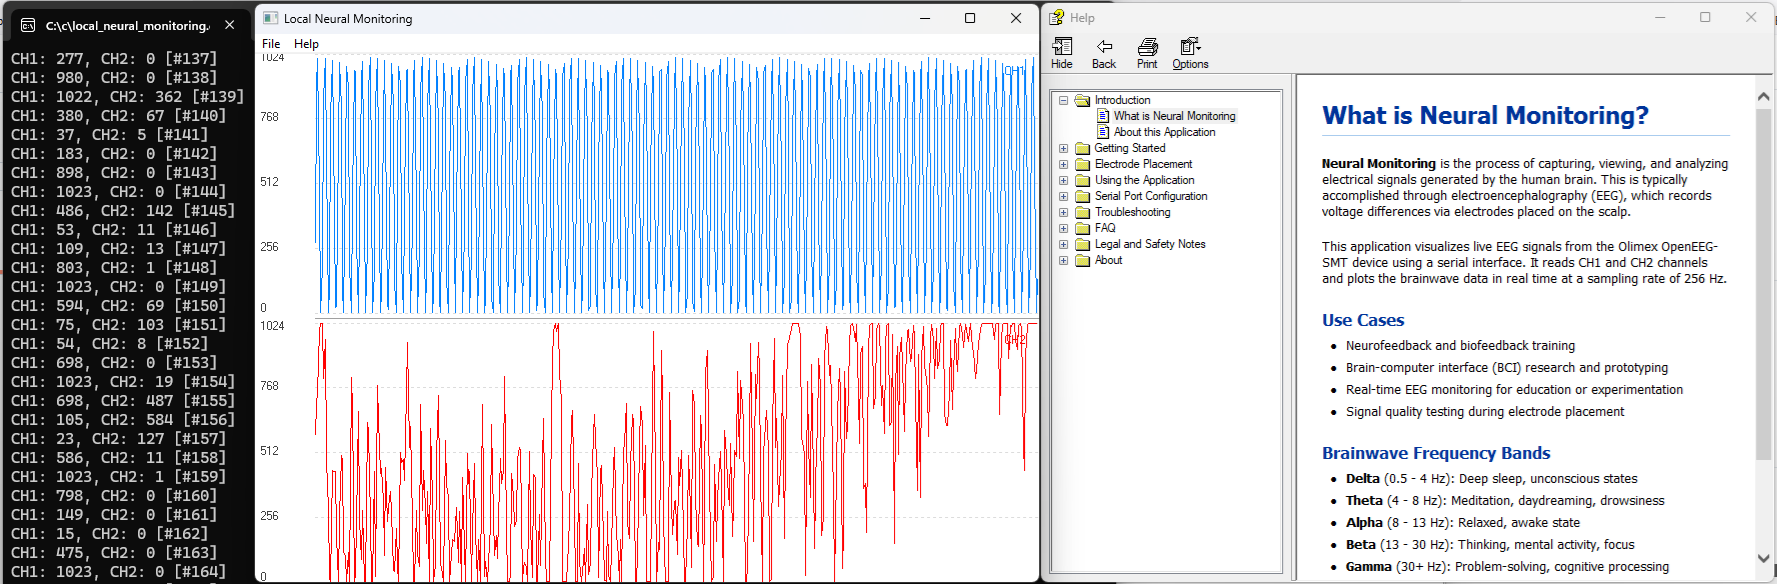 C:\c\local_neural_monitoring.
CH1: 277, CH2: 0 [#137]
CH1: 980, CH2: 0 [#138]
CH1: 1022, CH2: 362 [#139]
CH1: 380, CH2: 67 [#140]
CH1: 37, CH2: 5 [#141]
CH1: 183, CH2: 0 [#142]
CH1: 898, CH2: 0 [#143]
CH1: 1023, CH2: 0 [#144]
CH1: 486, CH2: 142 [#145]
CH1: 53, CH2: 11 [#146]
CH1: 109, CH2: 13 [#147]
CH1: 803, CH2: 1 [#148]
CH1: 1023, CH2: 0 [#149]
CH1: 594, CH2: 69 [#150]
CH1: 75, CH2: 103 [#151]
CH1: 54, CH2: 8 [#152]
CH1: 698, CH2: 0 [#153]
CH1: 1023, CH2: 19 [#154]
CH1: 698, CH2: 487 [#155]
CH1: 105, CH2: 584 [#156]
CH1: 23, CH2: 127 [#157]
CH1: 586, CH2: 11 [#158]
CH1: 1023, CH2: 1 [#159]
CH1: 798, CH2: 0 [#160]
CH1: 149, CH2: 0 [#161]
CH1: 15, CH2: 0 [#162]
CH1: 475, CH2: 0 [#163]
CH1: 1023, CH2: 0 [#164]
Local Neural Monitoring
File Help
1024
CH1
768
512
256
0
1024
CH2
768
512
256
0
Help
Hide Back Print Options
Introduction
What is Neural Monitoring
About this Application
Getting Started
Electrode Placement
Using the Application
Serial Port Configuration
Troubleshooting
FAQ
Legal and Safety Notes
About
What is Neural Monitoring?
Neural Monitoring is the process of capturing, viewing, and analyzing
electrical signals generated by the human brain. This is typically
accomplished through electroencephalography (EEG), which records
voltage differences via electrodes placed on the scalp.
This application visualizes live EEG signals from the Olimex OpenEEG-
SMT device using a serial interface. It reads CH1 and CH2 channels
and plots the brainwave data in real time at a sampling rate of 256 Hz.
Use Cases
• Neurofeedback and biofeedback training
• Brain-computer interface (BCI) research and prototyping
• Real-time EEG monitoring for education or experimentation
• Signal quality testing during electrode placement
Brainwave Frequency Bands
• Delta (0.5 - 4 Hz): Deep sleep, unconscious states
• Theta (4 - 8 Hz): Meditation, daydreaming, drowsiness
• Alpha (8 - 13 Hz): Relaxed, awake state
• Beta (13 - 30 Hz): Thinking, mental activity, focus
• Gamma (30+ Hz): Problem-solving, cognitive processing